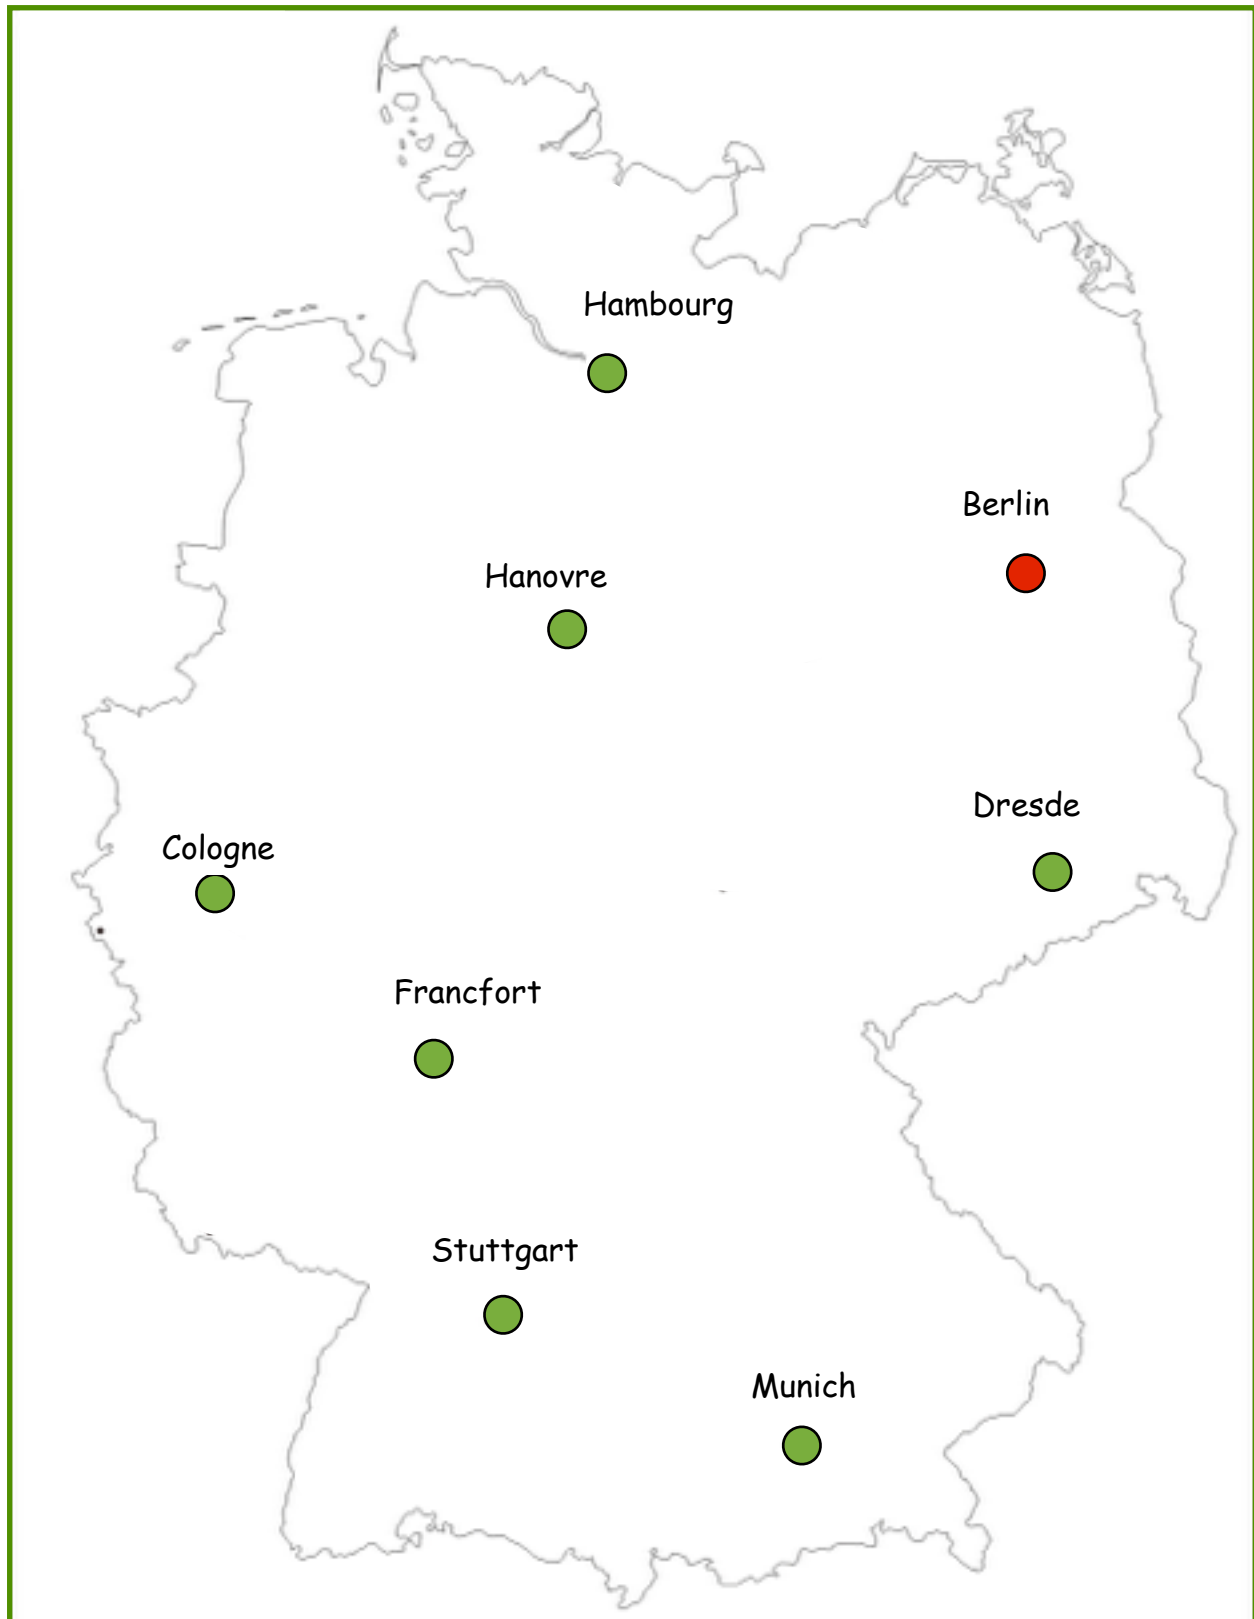 Hambourg
Berlin
Hanovre
Dresde
Cologne
Francfort
Stuttgart
Munich